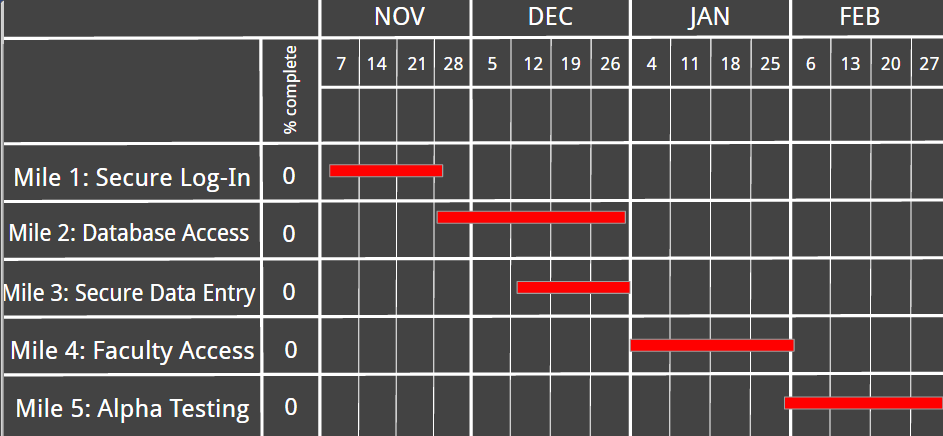 NOV DEC JAN FEB
% complete 7 14 21 28 5 12 19 26 4 11 18 25 6 13 20 27
Mile 1: Secure Log-In 0
Mile 2: Database Access 0
Mile 3: Secure Data Entry 0
Mile 4: Faculty Access 0
Mile 5: Alpha Testing 0